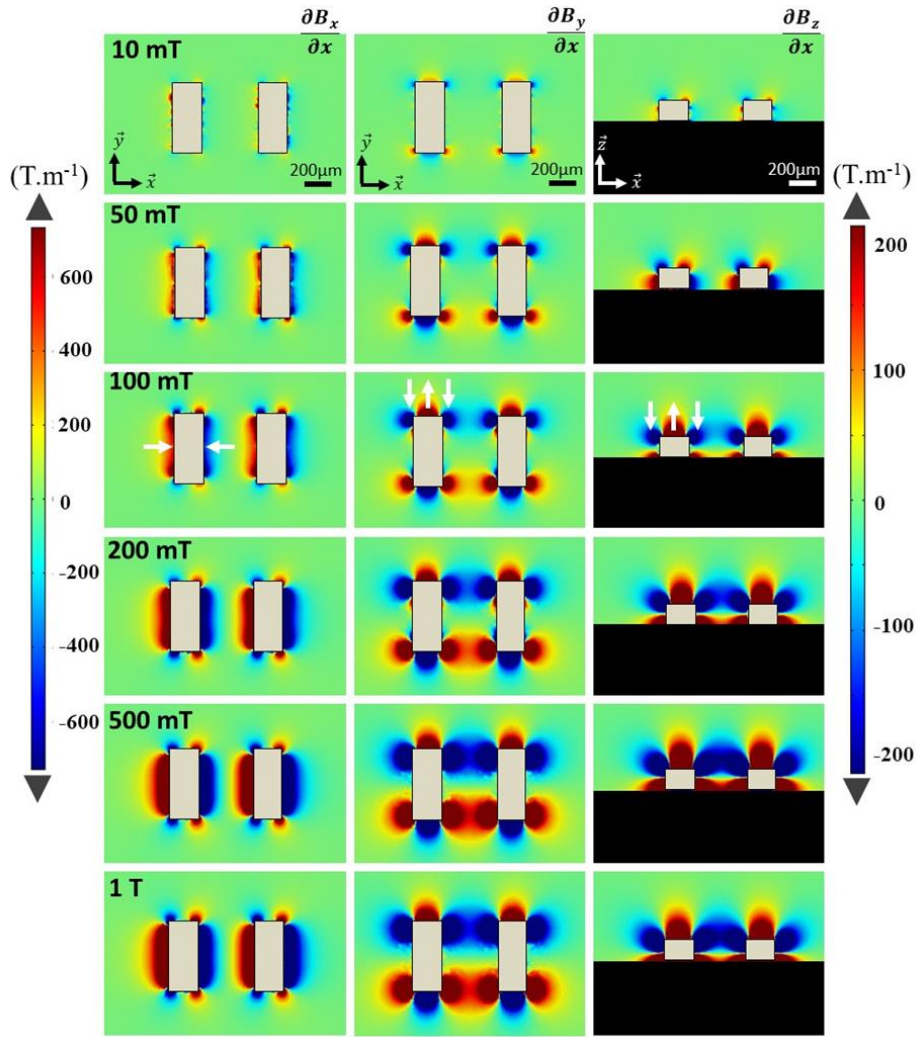 ∂Bx/∂x ∂By/∂x ∂Bz/∂x
10 mT
y⃗ y⃗ z⃗
x⃗ 200µm x⃗ 200µm x⃗ 200µm
(T.m-1) (T.m-1)
50 mT
600 200
400 100 mT 100
200
0 0
200 mT
-200
-400 -100
500 mT
-600 -200
1 T